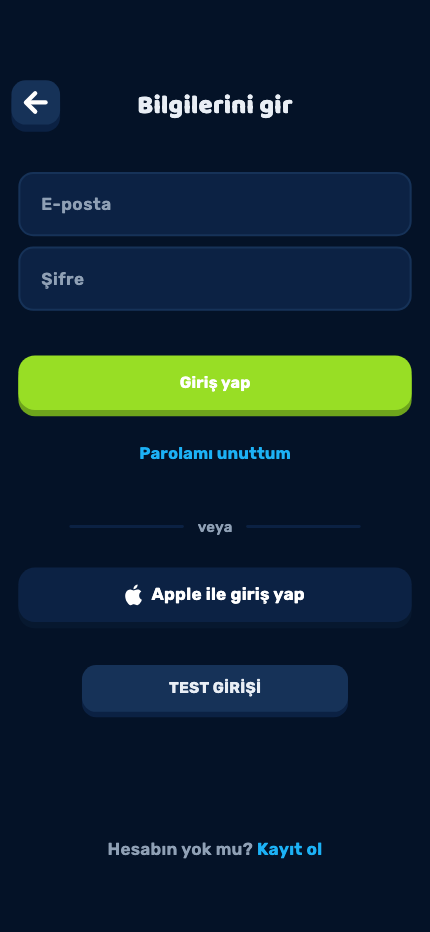 Bilgilerini gir
E-posta
Şifre
Giriş yap
Parolamı unuttum
veya
Apple ile giriş yap
TEST GİRİŞİ
Hesabın yok mu? Kayıt ol